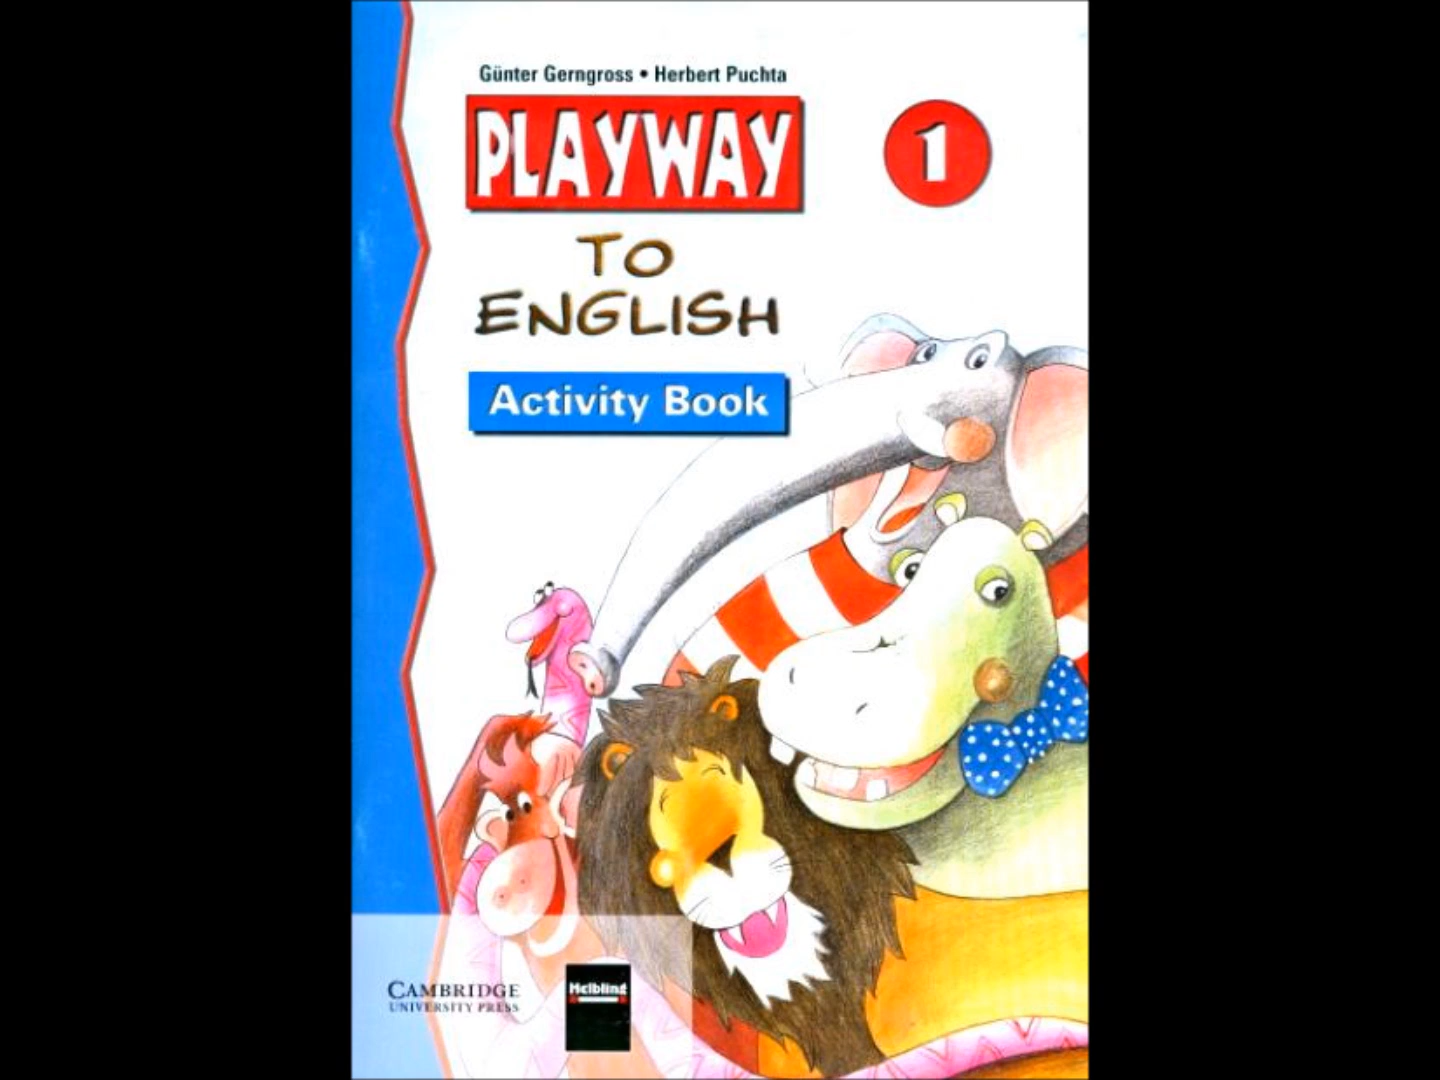 Günter Gerngross • Herbert Puchta
PLAYWAY
1
TO
ENGLISH
Activity Book
CAMBRIDGE
UNIVERSITY PRESS
Helbling